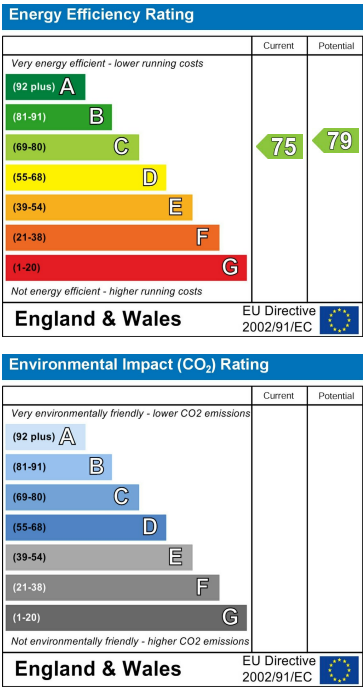 Energy Efficiency Rating
Current Potential
Very energy efficient - lower running costs
(92 plus) A
(81-91) B
(69-80) C
75 79
(55-68) D
(39-54) E
(21-38) F
(1-20) G
Not energy efficient - higher running costs
England & Wales
EU Directive
2002/91/EC
Environmental Impact (CO₂) Rating
Current Potential
Very environmentally friendly - lower CO2 emissions
(92 plus) A
(81-91) B
(69-80) C
(55-68) D
(39-54) E
(21-38) F
(1-20) G
Not environmentally friendly - higher CO2 emissions
England & Wales
EU Directive
2002/91/EC